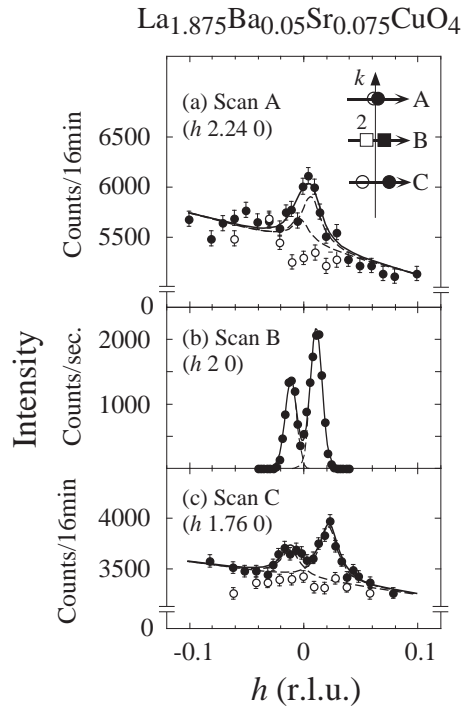 La1.875Ba0.05Sr0.075CuO4
(a) Scan A
(h 2.24 0)
k
A
2
B
C
6500
6000
5500
0
Counts/16min
(b) Scan B
(h 2 0)
2000
1000
0
Counts/sec.
Intensity
(c) Scan C
(h 1.76 0)
4000
3500
0
Counts/16min
-0.1
0
0.1
h (r.l.u.)